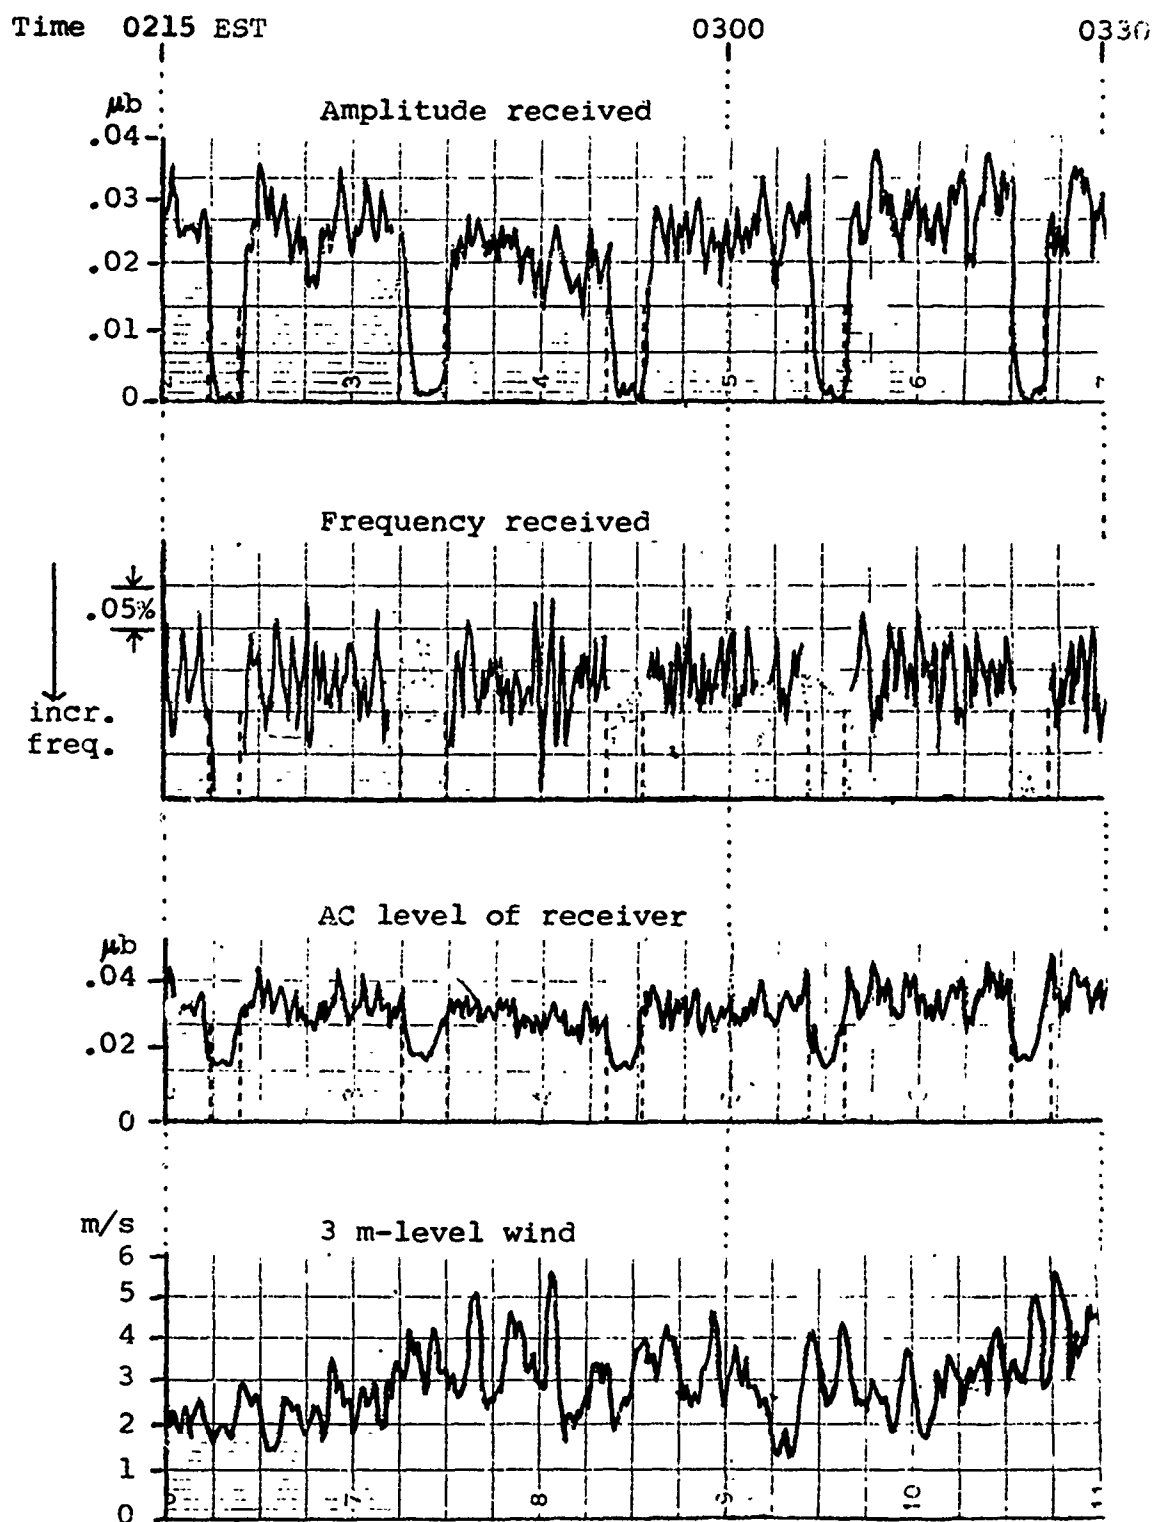 Time 0215 EST 0300 0330
Amplitude received
μb
.04
.03
.02
.01
0
3 4 5 6 7
Frequency received
.05%
incr.
freq.
AC level of receiver
μb
.04
.02
0
3 m-level wind
m/s
6
5
4
3
2
1
0
7 8 9 10 11